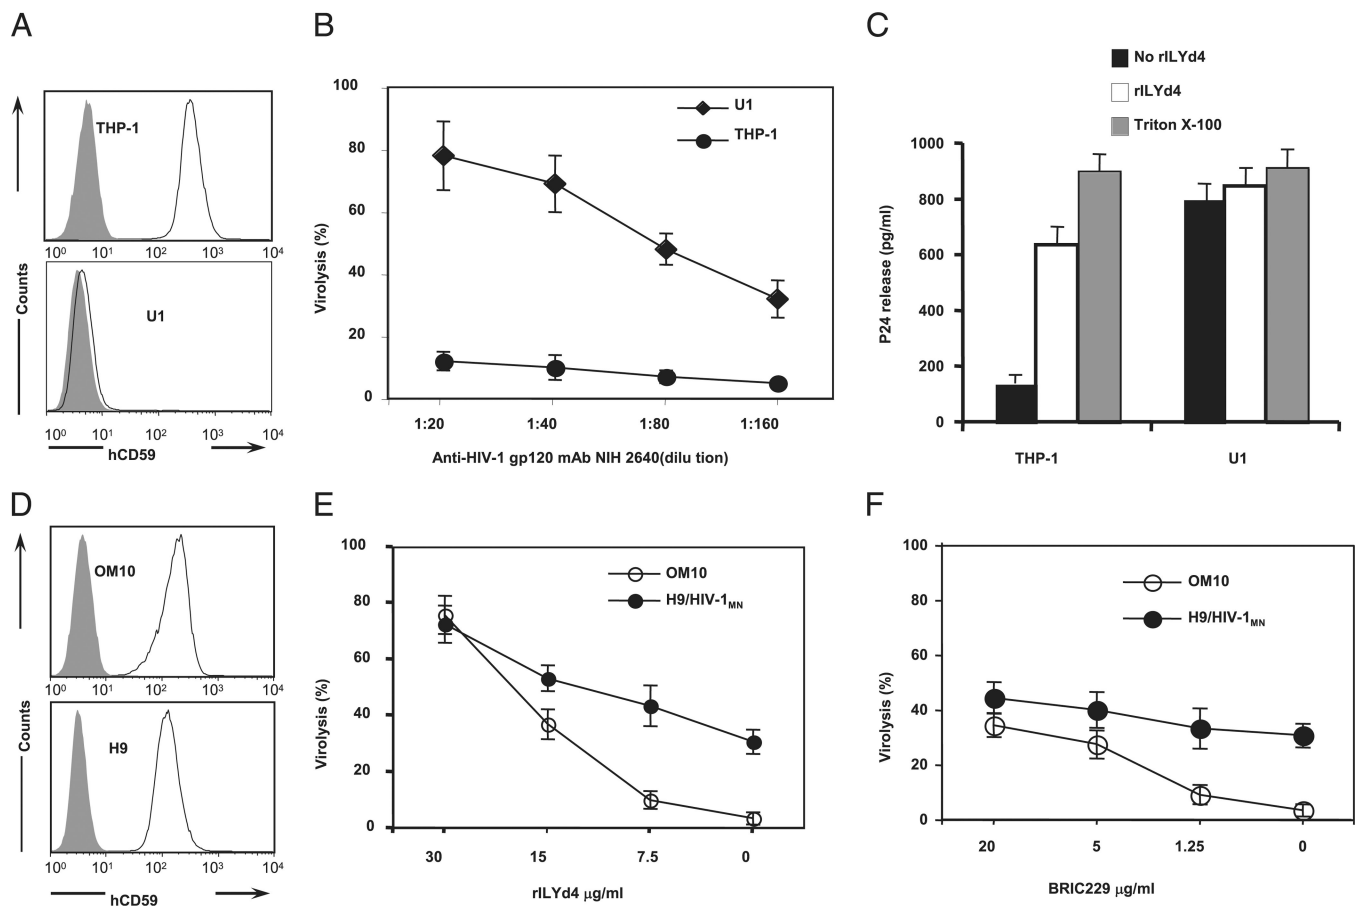 A
THP-1
10⁰ 10¹ 10² 10³ 10⁴
U1
10⁰ 10¹ 10² 10³ 10⁴
Counts
hCD59
B
100
80
60
40
20
0
Virolysis (%)
U1
THP-1
1:20 1:40 1:80 1:160
Anti-HIV-1 gp120 mAb NIH 2640(dilu tion)
C
No rILYd4
rILYd4
Triton X-100
1000
800
600
400
200
0
P24 release (pg/ml)
THP-1 U1
D
OM10
10⁰ 10¹ 10² 10³ 10⁴
H9
10⁰ 10¹ 10² 10³ 10⁴
Counts
hCD59
E
100
80
60
40
20
0
Virolysis (%)
OM10
H9/HIV-1MN
30 15 7.5 0
rILYd4 μg/ml
F
100
80
60
40
20
0
Virolysis (%)
OM10
H9/HIV-1MN
20 5 1.25 0
BRIC229 μg/ml